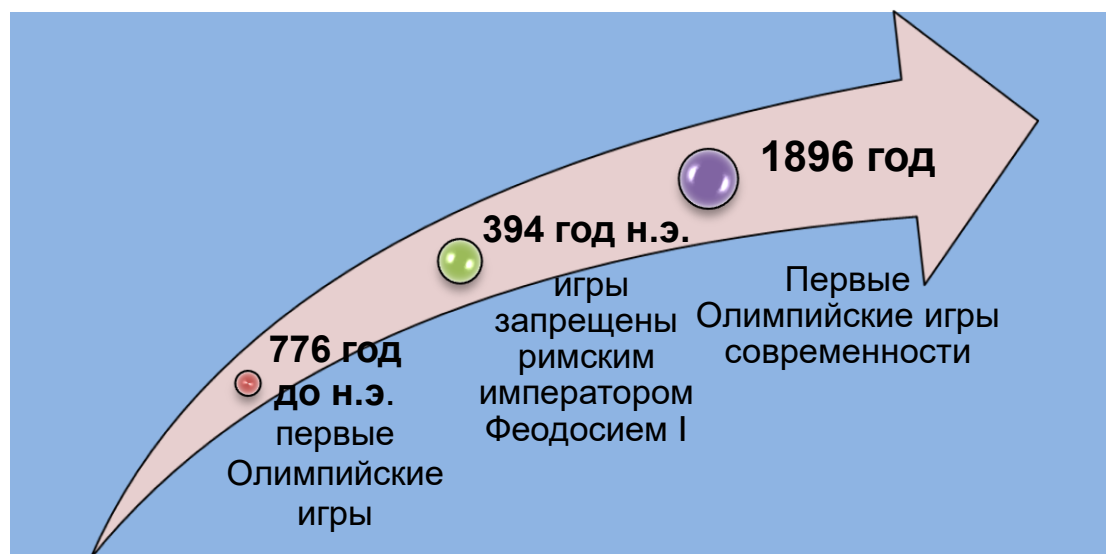 776 год
до н.э.
первые
Олимпийские
игры
394 год н.э.
игры
запрещены
римским
императором
Феодосием I
1896 год
Первые
Олимпийские игры
современности